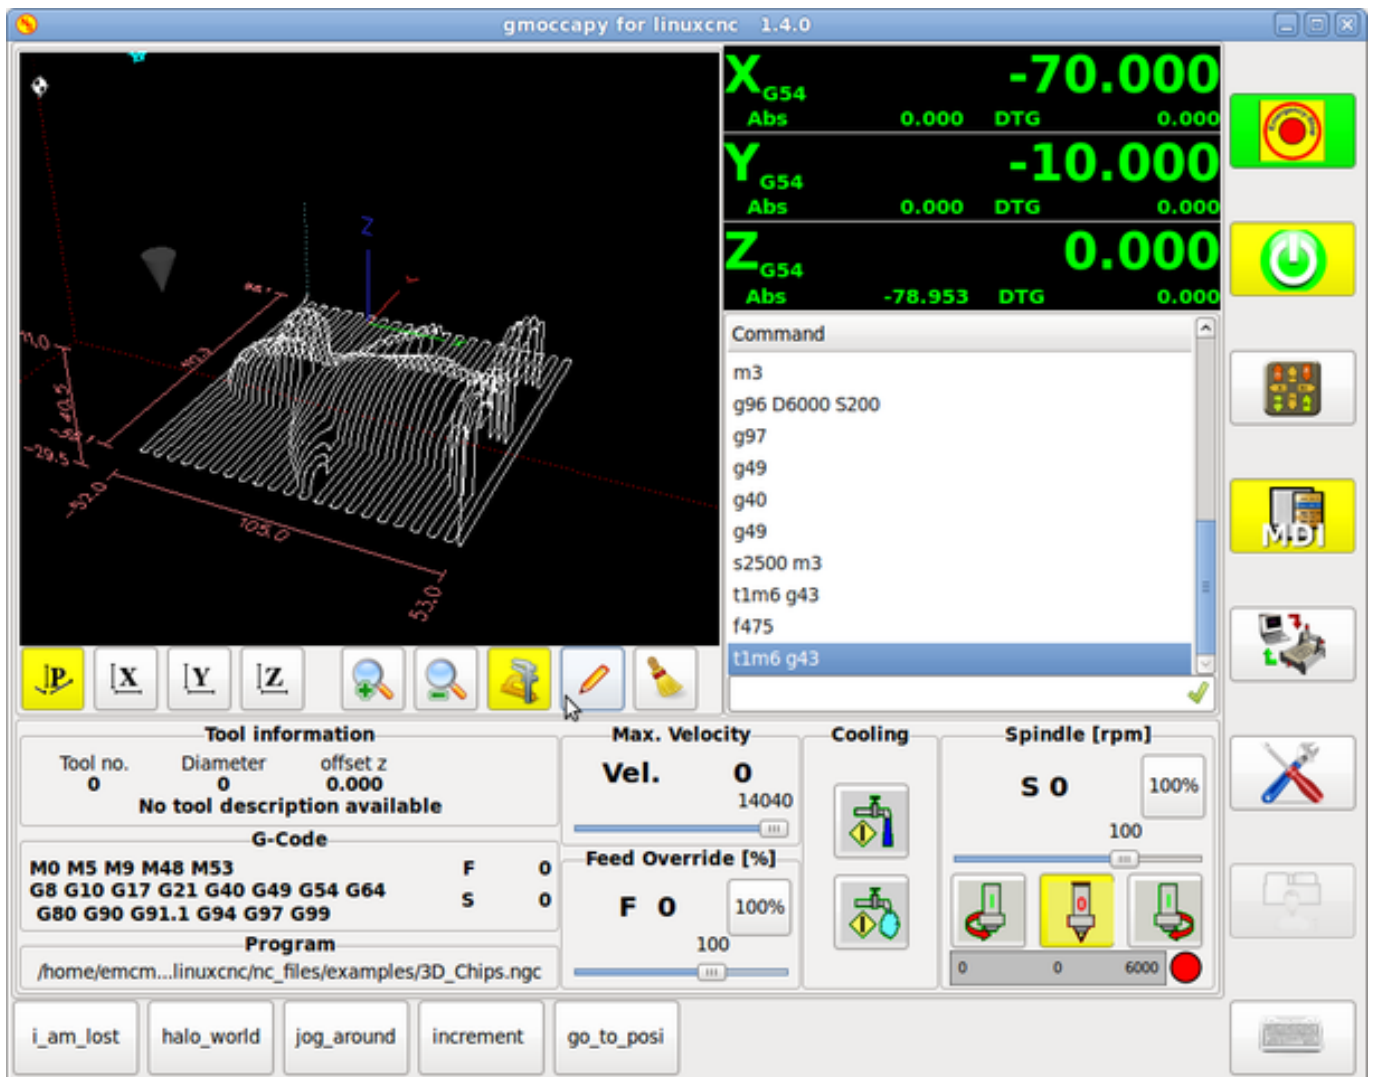 gmoccapy for linuxcnc 1.4.0
X G54 -70.000
Abs 0.000 DTG 0.000
Y G54 -10.000
Abs 0.000 DTG 0.000
Z G54 0.000
Abs -78.953 DTG 0.000
Z
-29.5
-52.0
105.0
53.0
Command
m3
g96 D6000 S200
g97
g49
g40
g49
s2500 m3
t1m6 g43
f475
t1m6 g43
P X Y Z
MDI
Tool information
Tool no. Diameter offset z
0 0 0.000
No tool description available
G-Code
M0 M5 M9 M48 M53 F 0
G8 G10 G17 G21 G40 G49 G54 G64 S 0
G80 G90 G91.1 G94 G97 G99
Program
/home/emcm...linuxcnc/nc_files/examples/3D_Chips.ngc
Max. Velocity
Vel. 0
14040
Feed Override [%]
F 0 100%
100
Cooling
Spindle [rpm]
S 0 100%
100
0 0 6000
i_am_lost halo_world jog_around increment go_to_posi